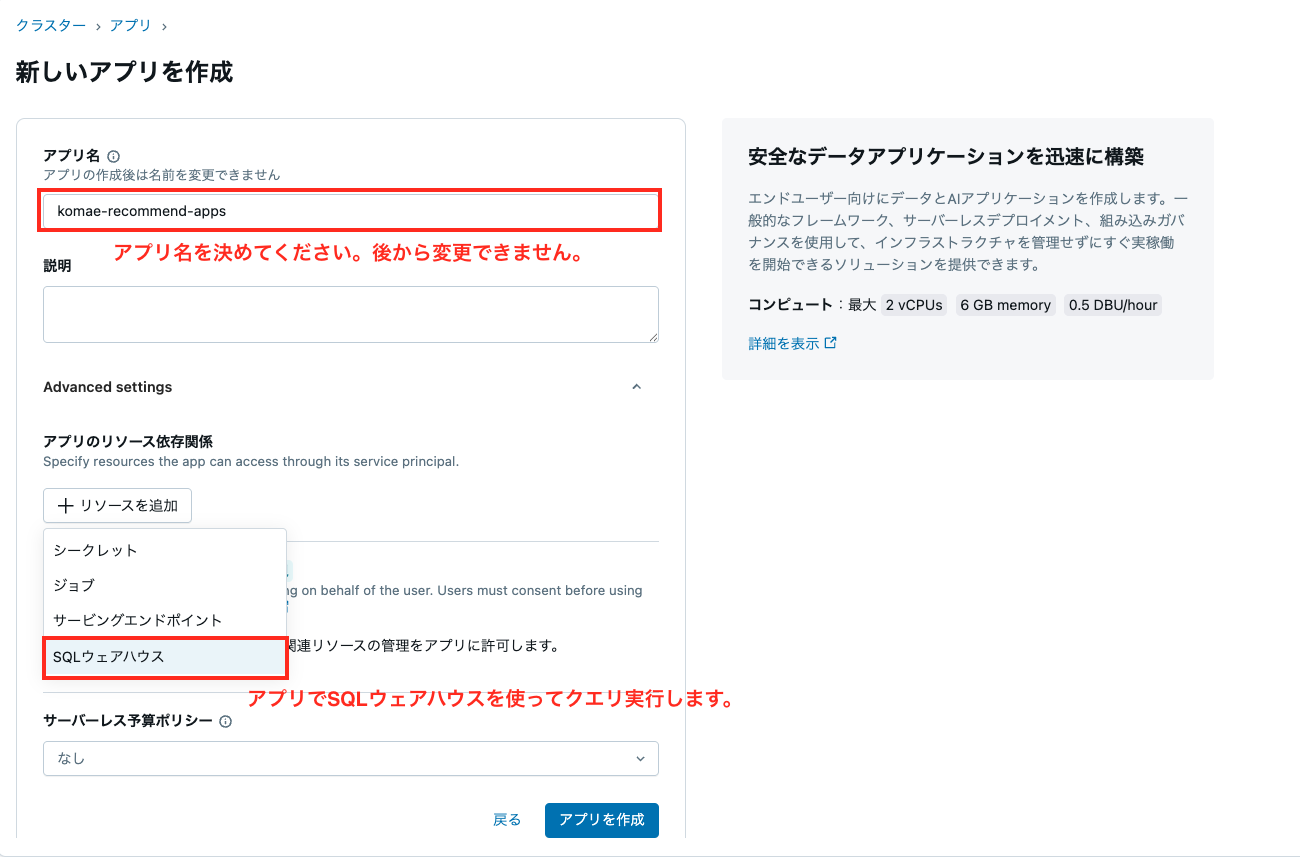 クラスター › アプリ ›
新しいアプリを作成
アプリ名
アプリの作成後は名前を変更できません
komae-recommend-apps
アプリ名を決めてください。後から変更できません。
説明
Advanced settings
アプリのリソース依存関係
Specify resources the app can access through its service principal.
リソースを追加
シークレット
ジョブ
サービングエンドポイント
SQLウェアハウス
on behalf of the user. Users must consent before using
関連リソースの管理をアプリに許可します。
アプリでSQLウェアハウスを使ってクエリ実行します。
サーバーレス予算ポリシー
なし
戻る
アプリを作成
安全なデータアプリケーションを迅速に構築
エンドユーザー向けにデータとAIアプリケーションを作成します。一
般的なフレームワーク、サーバーレスデプロイメント、組み込みガバ
ナンスを使用して、インフラストラクチャを管理せずにすぐ実稼働
を開始できるソリューションを提供できます。
コンピュート：最大 2 vCPUs 6 GB memory 0.5 DBU/hour
詳細を表示